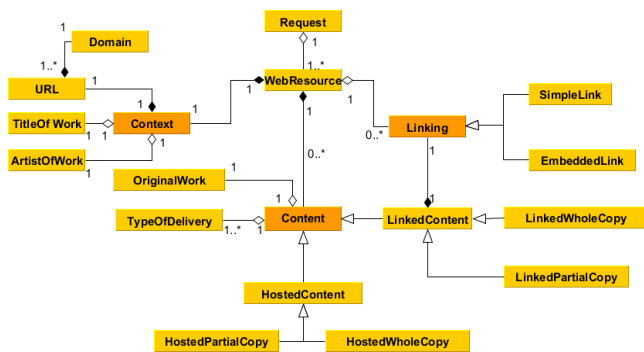 Request
1
Domain
1
1..*
1..*
URL
1
WebResource
1
1
1
SimpleLink
1
1
TitleOf Work
1
1
Context
1
Linking
0..*
1
ArtistOfWork
1
1
0..*
EmbeddedLink
OriginalWork
1
1
1
TypeOfDelivery
1..*
1
Content
LinkedContent
LinkedWholeCopy
LinkedPartialCopy
HostedContent
HostedPartialCopy
HostedWholeCopy